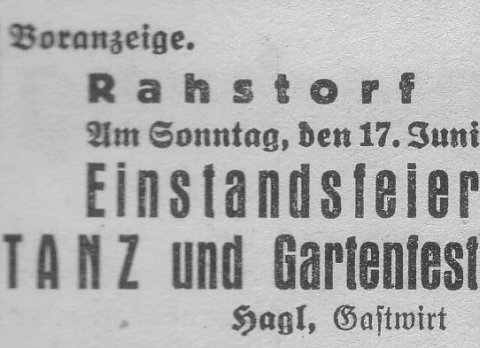 Voranzeige.
Rahstorf
Am Sonntag, den 17. Juni
Einstandsfeier
TANZ und Gartenfest
Hagl, Gastwirt